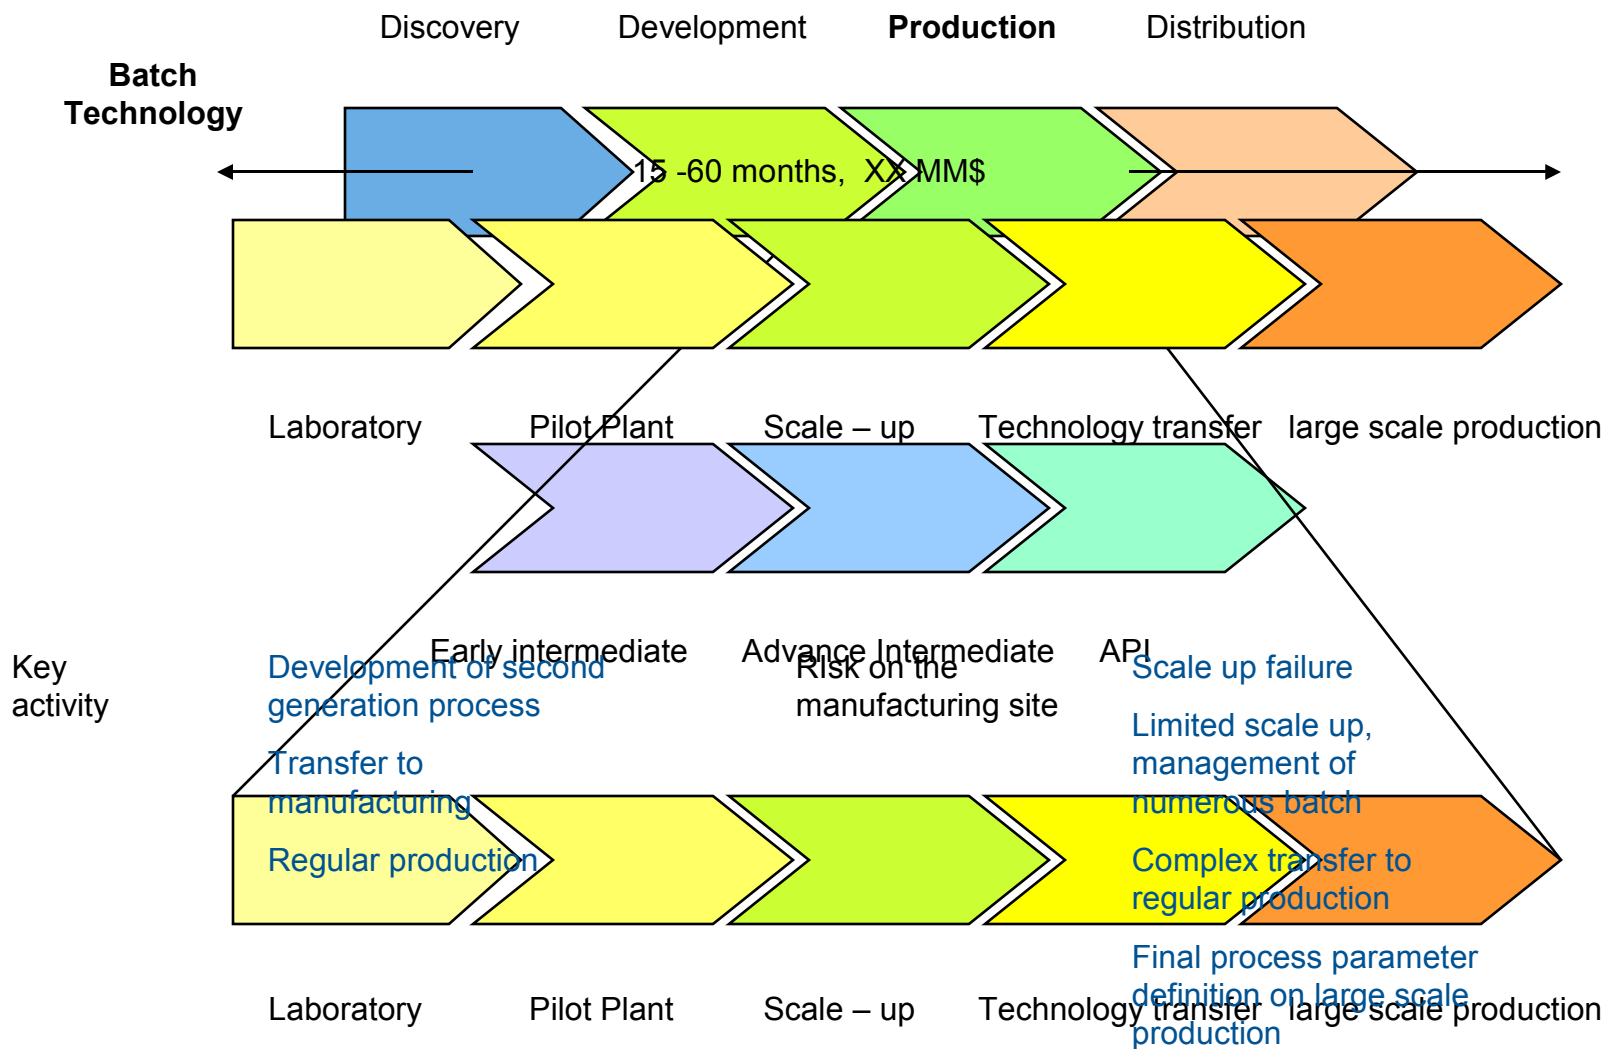 Discovery
Development
Production
Distribution
Batch
Technology
15 -60 months,  XX MM$
Laboratory
Pilot Plant
Scale – up
Technology transfer
large scale production
Early intermediate
Advance Intermediate
API
Key
activity
Development of second
generation process
Transfer to
manufacturing
Regular production
Risk on the
manufacturing site
Scale up failure
Limited scale up,
management of
numerous batch
Complex transfer to
regular production
Final process parameter
definition on large scale
production
Laboratory
Pilot Plant
Scale – up
Technology transfer
large scale production